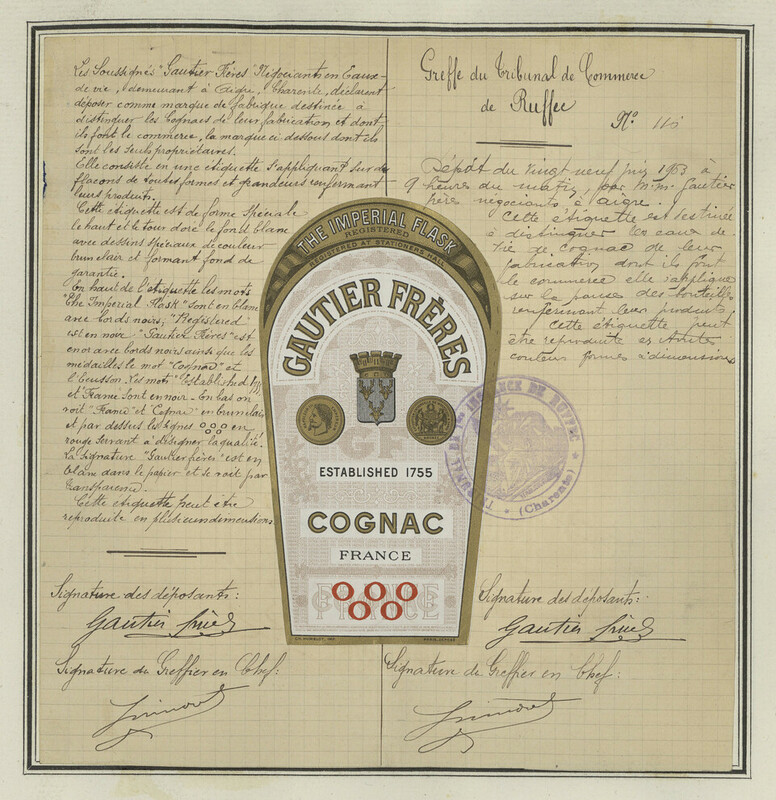 Les Soussignés "Gautier Frères" Négociants en Eaux-
de vie, demeurant à Aigre, Charente, déclarent
déposer comme marque de fabrique destinée à
distinguer les Cognacs de leur fabrication et dont
ils font le commerce, la marque ci dessous dont ils
sont les seuls propriétaires.
Elle consiste en une étiquette s'appliquant sur des
flacons de toutes formes et grandeurs renfermant
leurs produits.
Cette étiquette est de forme spéciale
le haut et le tour doré le fond blanc
avec dessins spéciaux de couleur
brun clair et formant fond de
garantie.
En haut de l'étiquette les mots
"The Imperial Flask" sont en blanc
avec bords noirs, "Registered"
est en noir "Gautier Frères" est
en or avec bords noirs ainsi que les
médailles le mot "Cognac" et
l'Ecusson. Les mots "Established 1755
et France sont en noir. En bas on
voit "France" et Cognac en brun clair
et par dessus les signes ooooo en
rouge servant à désigner la qualité.
La Signature "Gautier frères" est en
blanc dans le papier et se voit par
transparence.
Cette étiquette peut être
reproduite en plusieurs dimensions.
Signature des déposants:
Gautier frères
Signature du Greffier en Chef:
Greffe du Tribunal de Commerce
de Ruffec
N°
Dépôt du vingt neuf juin 1903 à
9 heures du matin, par M.M. Gautier
frères négociants à Aigre.
Cette étiquette est destinée
à distinguer les eaux de
vie de cognac de leur
fabrication dont ils font
le commerce elle s'applique
sur la panse des bouteilles
renfermant leurs produits
Cette étiquette peut
être reproduite en toutes
couleurs formes & dimensions
Signature des déposants:
Gautier frères
Signature du Greffier en Chef:
THE IMPERIAL FLASK
REGISTERED
REGISTERED AT STATIONERS HALL
GAUTIER FRÈRES
GF
ESTABLISHED 1755
COGNAC
FRANCE
FRANCE
TRIBUNAL DE 1re INSTANCE DE RUFFEC
(Charente)